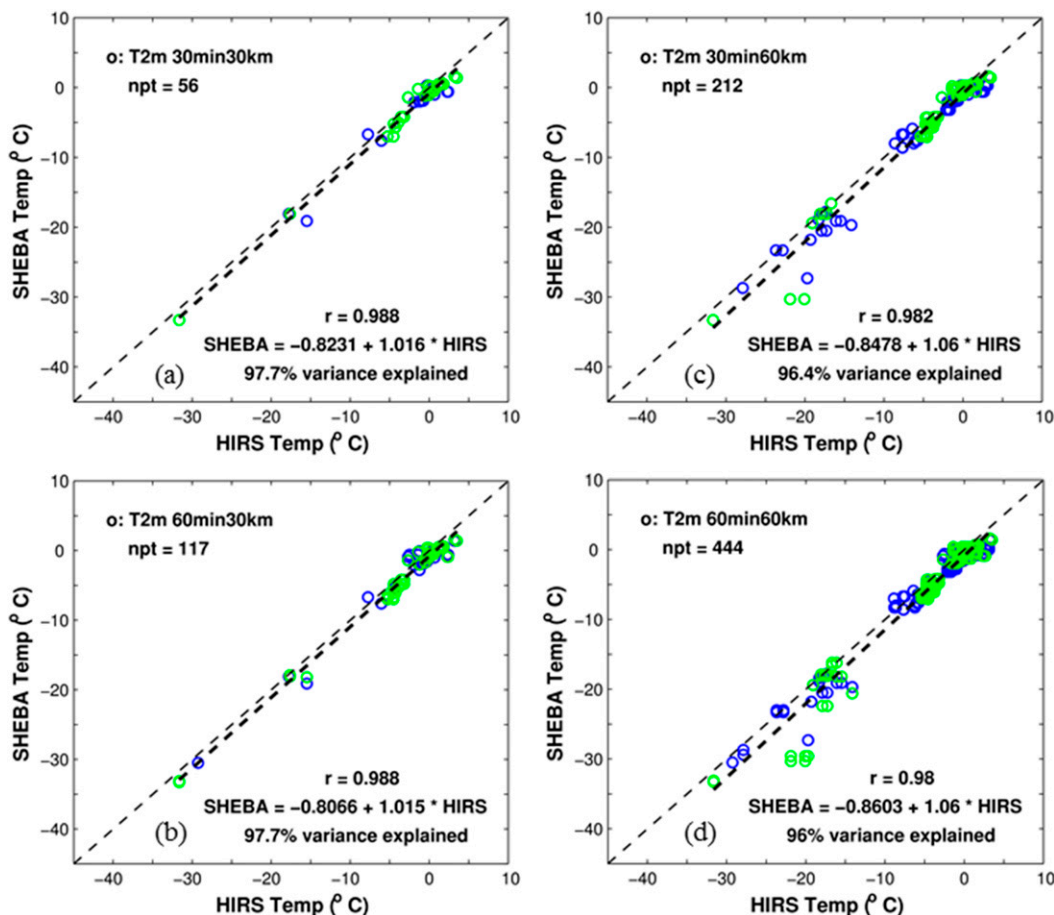 10
0
−10
−20
−30
−40
SHEBA Temp (° C)
o: T2m 30min30km
npt = 56
r = 0.988
SHEBA = −0.8231 + 1.016 * HIRS
(a)
97.7% variance explained
−40 −30 −20 −10 0 10
HIRS Temp (° C)
10
0
−10
−20
−30
−40
SHEBA Temp (° C)
o: T2m 30min60km
npt = 212
r = 0.982
SHEBA = −0.8478 + 1.06 * HIRS
(c)
96.4% variance explained
−40 −30 −20 −10 0 10
HIRS Temp (° C)
10
0
−10
−20
−30
−40
SHEBA Temp (° C)
o: T2m 60min30km
npt = 117
r = 0.988
SHEBA = −0.8066 + 1.015 * HIRS
(b)
97.7% variance explained
−40 −30 −20 −10 0 10
HIRS Temp (° C)
10
0
−10
−20
−30
−40
SHEBA Temp (° C)
o: T2m 60min60km
npt = 444
r = 0.98
SHEBA = −0.8603 + 1.06 * HIRS
(d)
96% variance explained
−40 −30 −20 −10 0 10
HIRS Temp (° C)